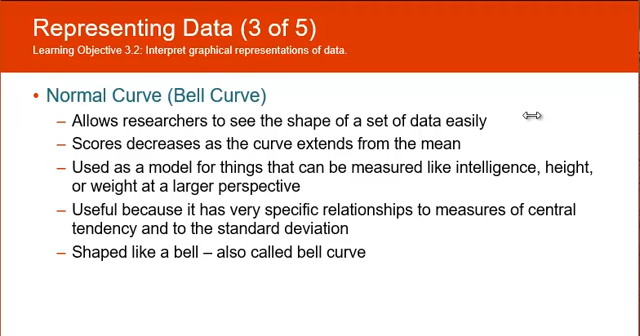 Representing Data (3 of 5)
Learning Objective 3.2: Interpret graphical representations of data.
• Normal Curve (Bell Curve)
– Allows researchers to see the shape of a set of data easily
– Scores decreases as the curve extends from the mean
– Used as a model for things that can be measured like intelligence, height,
or weight at a larger perspective
– Useful because it has very specific relationships to measures of central
tendency and to the standard deviation
– Shaped like a bell – also called bell curve